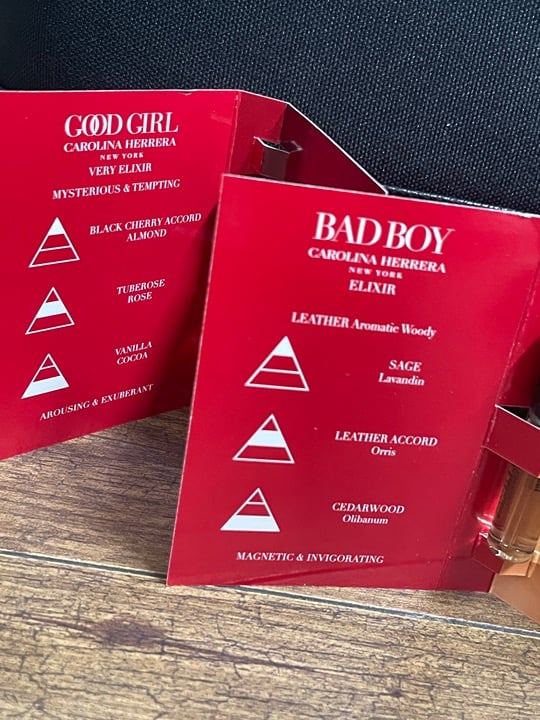 GOOD GIRL
CAROLINA HERRERA
NEW YORK
VERY ELIXIR
MYSTERIOUS & TEMPTING
BLACK CHERRY ACCORD
ALMOND
TUBEROSE
ROSE
VANILLA
COCOA
AROUSING & EXUBERANT
BAD BOY
CAROLINA HERRERA
NEW YORK
ELIXIR
LEATHER Aromatic Woody
SAGE
Lavandin
LEATHER ACCORD
Orris
CEDARWOOD
Olibanum
MAGNETIC & INVIGORATING